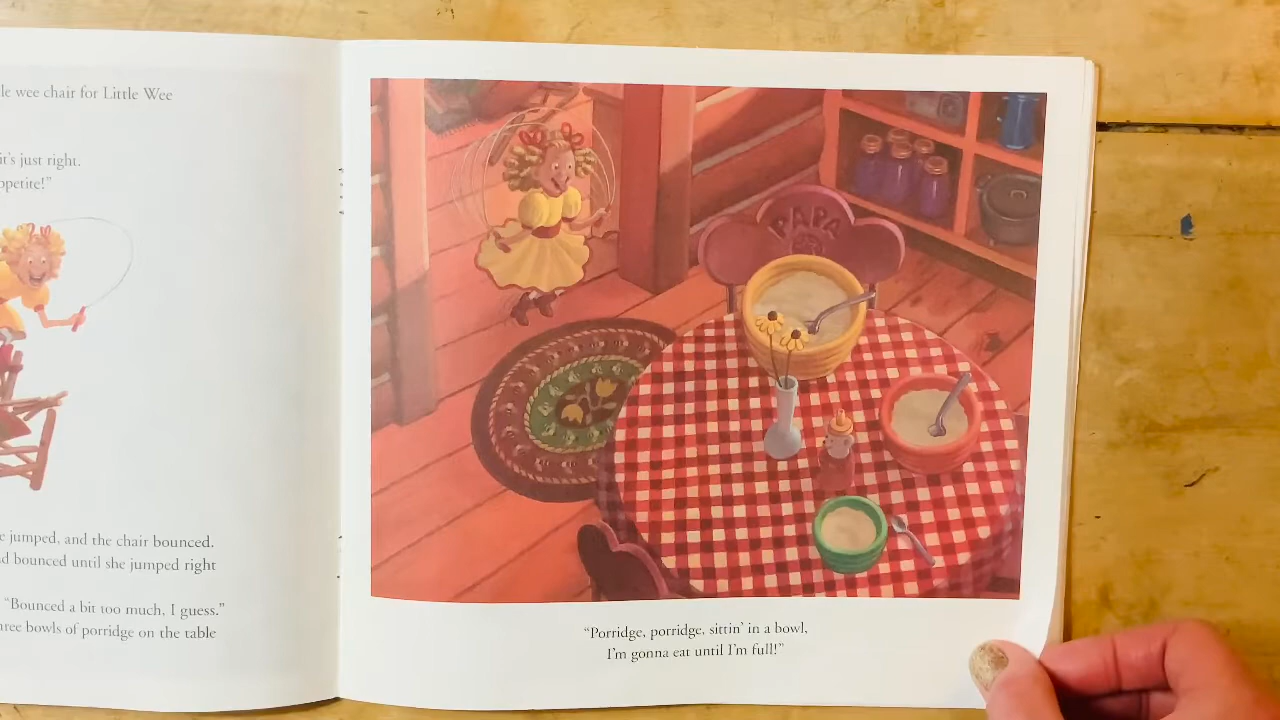 le wee chair for Little Wee
it's just right.
petite!"
e jumped, and the chair bounced.
d bounced until she jumped right
"Bounced a bit too much, I guess."
ree bowls of porridge on the table
PAPA
"Porridge, porridge, sittin' in a bowl,
I'm gonna eat until I'm full!"